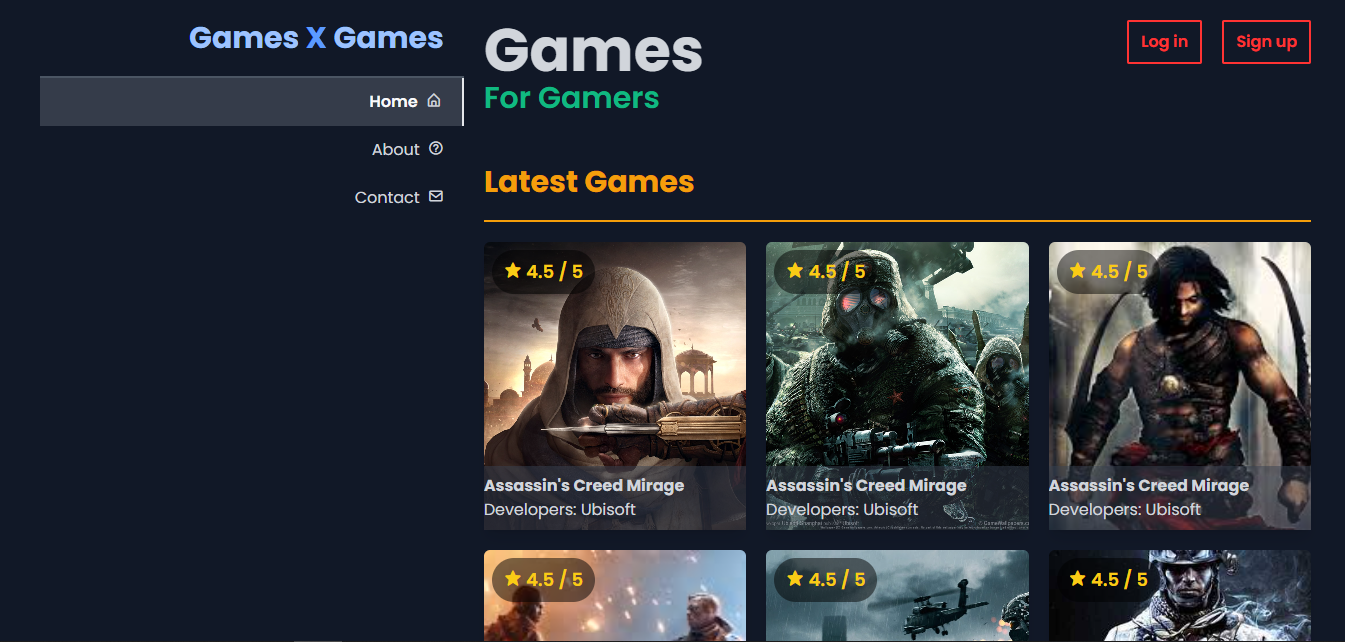 Games X Games
Home
About
Contact
Games
For Gamers
Log in
Sign up
Latest Games
4.5 / 5
4.5 / 5
4.5 / 5
Assassin's Creed Mirage
Developers: Ubisoft
Assassin's Creed Mirage
Developers: Ubisoft
Assassin's Creed Mirage
Developers: Ubisoft
4.5 / 5
4.5 / 5
4.5 / 5